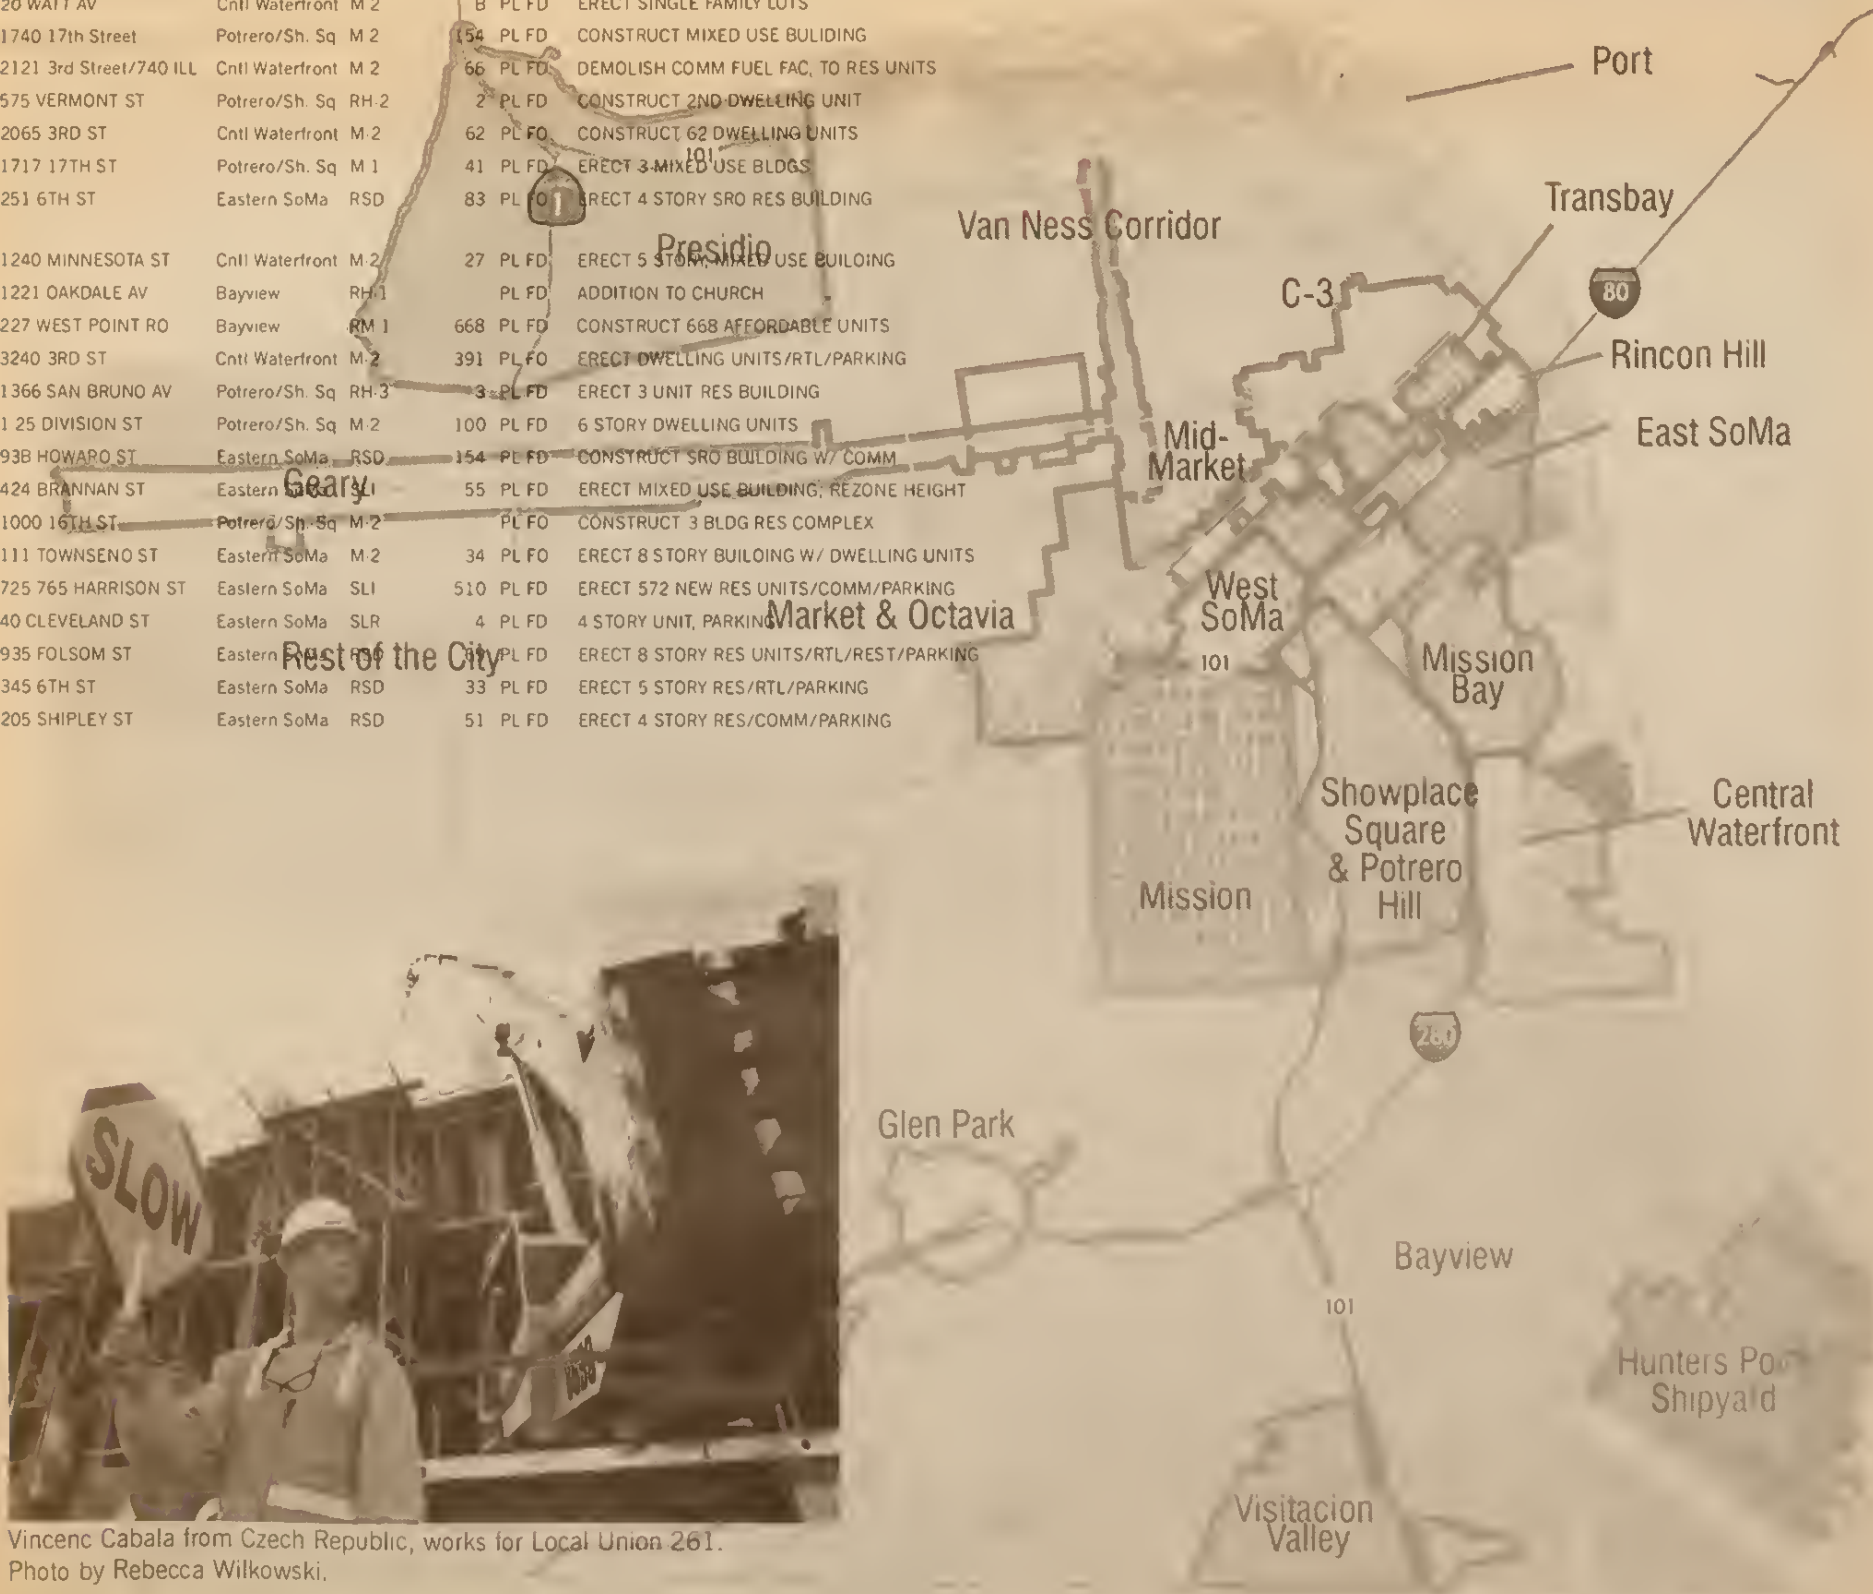 20 WATT AV Cntl Waterfront M 2 8 PL FD ERECT SINGLE FAMILY LOTS
1740 17th Street Potrero/Sh. Sq M 2 154 PL FD CONSTRUCT MIXED USE BULIDING
2121 3rd Street/740 ILL Cntl Waterfront M 2 66 PL FD DEMOLISH COMM FUEL FAC, TO RES UNITS
575 VERMONT ST Potrero/Sh. Sq RH-2 2 PL FD CONSTRUCT 2ND DWELLING UNIT
2065 3RD ST Cntl Waterfront M-2 62 PL FD CONSTRUCT 62 DWELLING UNITS
1717 17TH ST Potrero/Sh. Sq M 1 41 PL FD ERECT 3 MIXED USE BLDGS
251 6TH ST Eastern SoMa RSD 83 PL FD ERECT 4 STORY SRO RES BUILDING
1240 MINNESOTA ST Cntl Waterfront M-2 27 PL FD ERECT 5 STORY, MIXED USE BUILDING
1221 OAKDALE AV Bayview RH-1 PL FD ADDITION TO CHURCH
227 WEST POINT RD Bayview RM 1 668 PL FD CONSTRUCT 668 AFFORDABLE UNITS
3240 3RD ST Cntl Waterfront M-2 391 PL FD ERECT DWELLING UNITS/RTL/PARKING
1366 SAN BRUNO AV Potrero/Sh. Sq RH-3 3 PL FD ERECT 3 UNIT RES BUILDING
1 25 DIVISION ST Potrero/Sh. Sq M-2 100 PL FD 6 STORY DWELLING UNITS
938 HOWARD ST Eastern SoMa RSD 154 PL FD CONSTRUCT SRO BUILDING W/ COMM
424 BRANNAN ST Eastern SLI 55 PL FD ERECT MIXED USE BUILDING; REZONE HEIGHT
1000 16TH ST Potrero/Sh. Sq M-2 PL FD CONSTRUCT 3 BLDG RES COMPLEX
111 TOWNSEND ST Eastern SoMa M-2 34 PL FD ERECT 8 STORY BUILDING W/ DWELLING UNITS
725 765 HARRISON ST Eastern SoMa SLI 510 PL FD ERECT 572 NEW RES UNITS/COMM/PARKING
40 CLEVELAND ST Eastern SoMa SLR 4 PL FD 4 STORY UNIT, PARKING
935 FOLSOM ST Eastern PL FD ERECT 8 STORY RES UNITS/RTL/REST/PARKING
345 6TH ST Eastern SoMa RSD 33 PL FD ERECT 5 STORY RES/RTL/PARKING
205 SHIPLEY ST Eastern SoMa RSD 51 PL FD ERECT 4 STORY RES/COMM/PARKING
101
1
Presidio
Geary
Rest of the City
Port
Transbay
Van Ness Corridor
C-3
80
Rincon Hill
East SoMa
Mid-
Market
West
SoMa
Market & Octavia
101
Mission
Bay
Showplace
Square
& Potrero
Hill
Central
Waterfront
Mission
280
Glen Park
Bayview
101
Hunters
Shipyard
Visitacion
Valley
SLOW
Vincenc Cabala from Czech Republic, works for Local Union 261.
Photo by Rebecca Wilkowski.